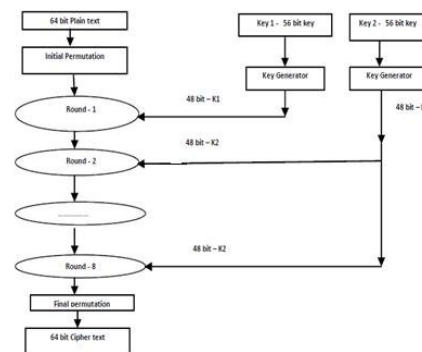 64 bit Plain text
Key 1 - 56 bit key
Key 2 - 56 bit key
Initial Permutation
Key Generator
Key Generator
48 bit – K1
48 bit –
Round - 1
48 bit – K2
Round - 2
..............
48 bit – K2
Round - 8
Final permutation
64 bit Cipher text